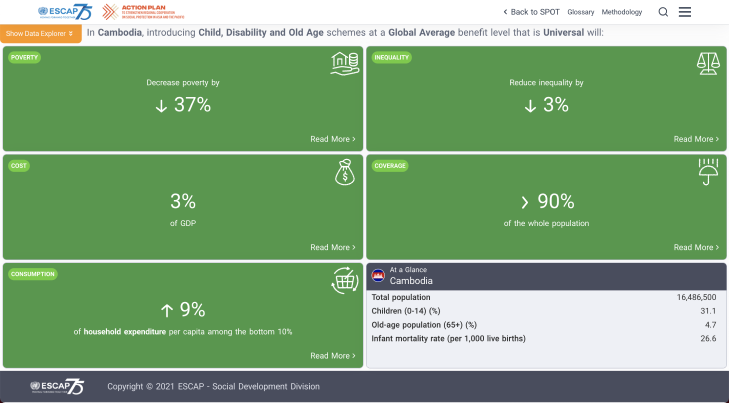 ESCAP 75
ACTION PLAN
Back to SPOT
Glossary
Methodology
Show Data Explorer
In Cambodia, introducing Child, Disability and Old Age schemes at a Global Average benefit level that is Universal will:
POVERTY
Decrease poverty by
↓ 37%
Read More >
INEQUALITY
Reduce inequality by
↓ 3%
Read More >
COST
3%
of GDP
Read More >
COVERAGE
> 90%
of the whole population
Read More >
CONSUMPTION
↑ 9%
of household expenditure per capita among the bottom 10%
Read More >
At a Glance
Cambodia
Total population 16,486,500
Children (0-14) (%) 31.1
Old-age population (65+) (%) 4.7
Infant mortality rate (per 1,000 live births) 26.6
ESCAP 75
Copyright © 2021 ESCAP - Social Development Division